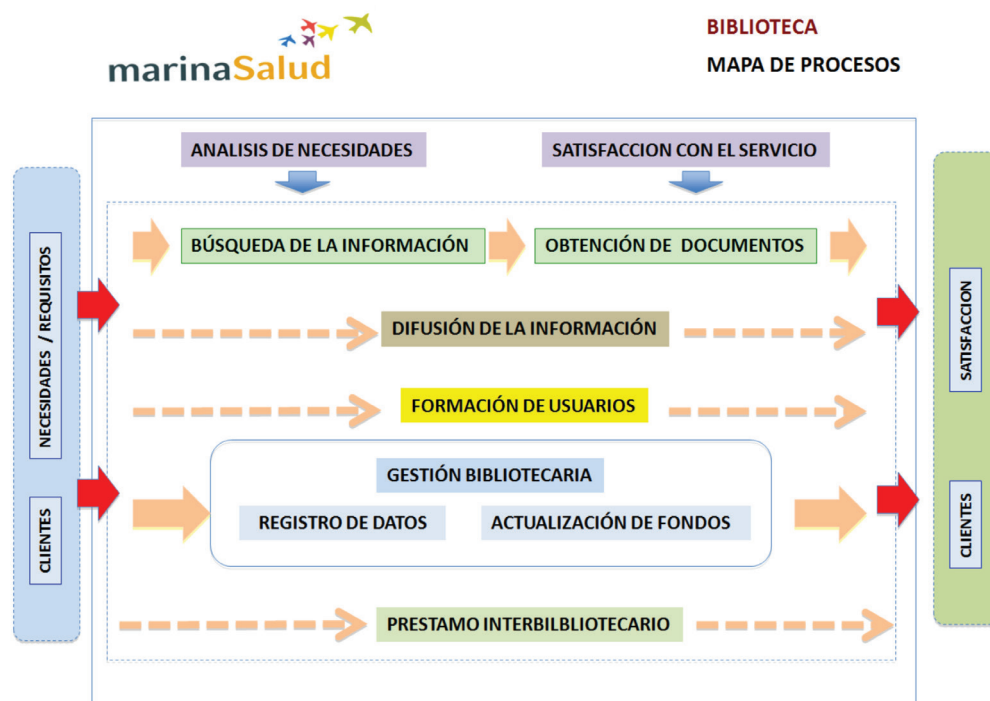 marinaSalud
BIBLIOTECA
MAPA DE PROCESOS
ANALISIS DE NECESIDADES
SATISFACCION CON EL SERVICIO
NECESIDADES / REQUISITOS
CLIENTES
BÚSQUEDA DE LA INFORMACIÓN
OBTENCIÓN DE DOCUMENTOS
DIFUSIÓN DE LA INFORMACIÓN
FORMACIÓN DE USUARIOS
GESTIÓN BIBLIOTECARIA
REGISTRO DE DATOS
ACTUALIZACIÓN DE FONDOS
PRESTAMO INTERBILBLIOTECARIO
SATISFACCION
CLIENTES